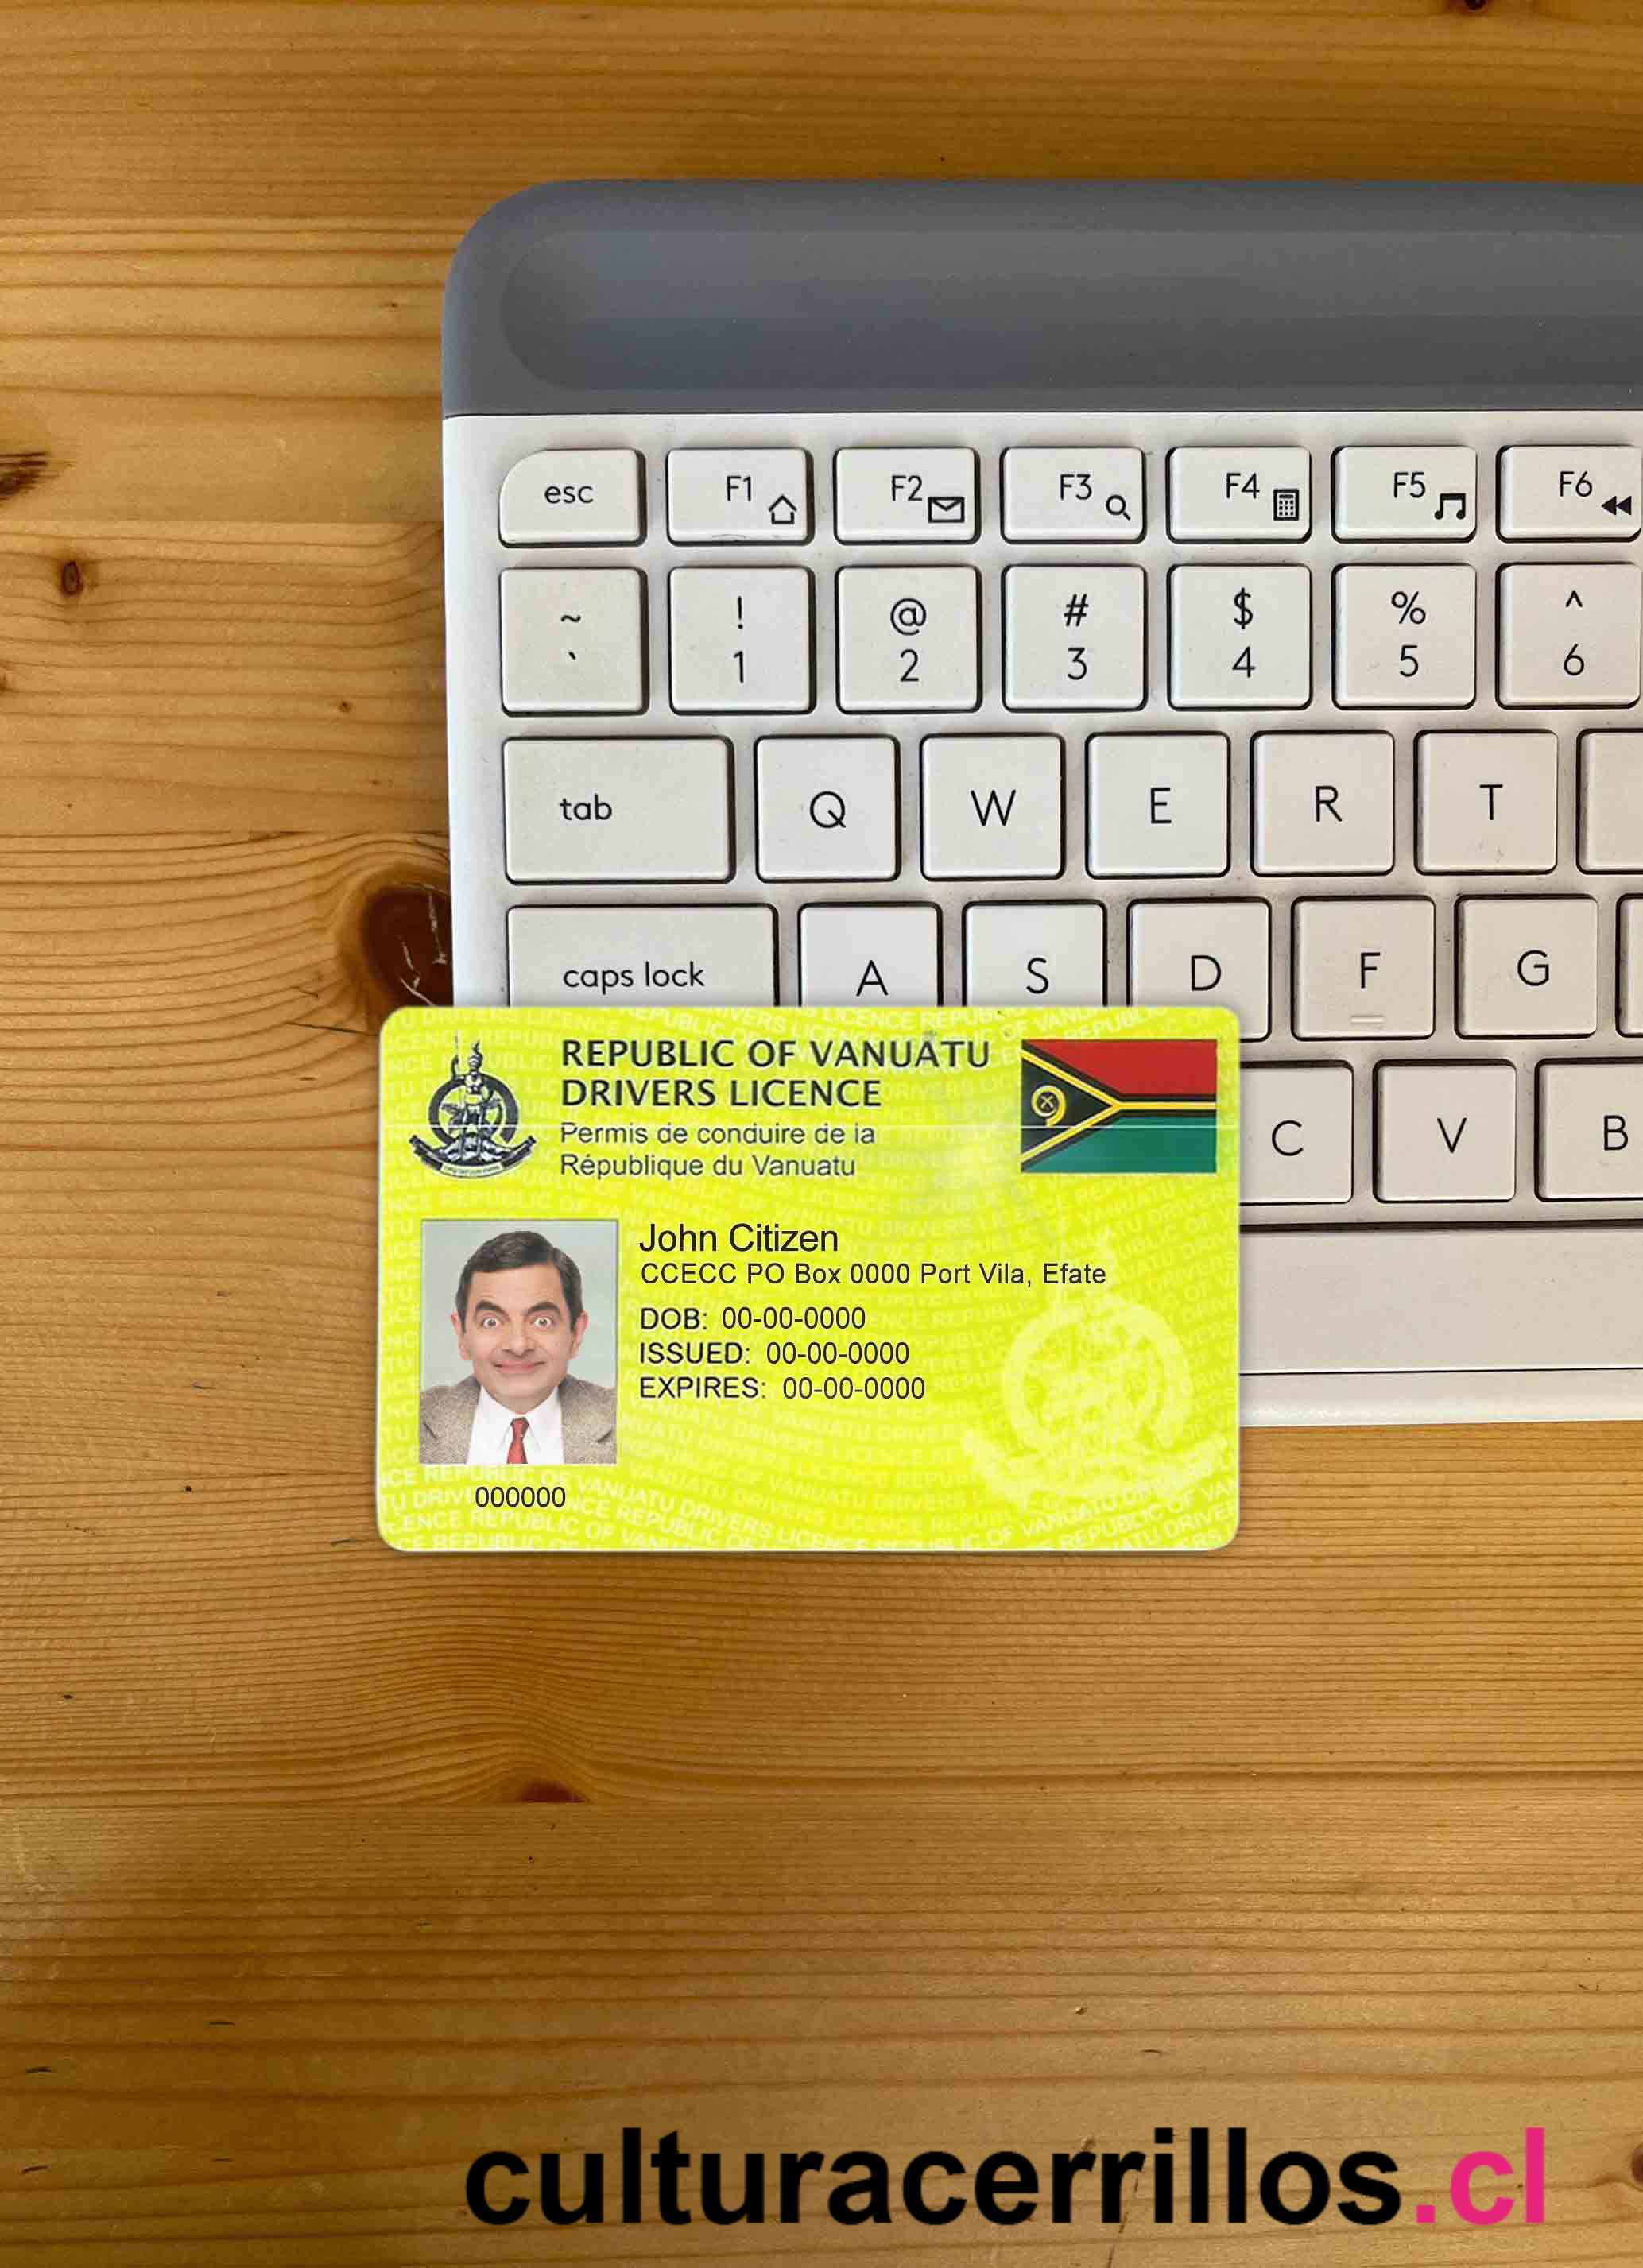 esc F1 F2 F3 F4 F5 F6
~ ! @ # $ % ^
` 1 2 3 4 5 6
tab Q W E R T
caps lock A S D F G
C V B
REPUBLIC OF VANUATU
DRIVERS LICENCE
Permis de conduire de la
République du Vanuatu
John Citizen
CCECC PO Box 0000 Port Vila, Efate
DOB: 00-00-0000
ISSUED: 00-00-0000
EXPIRES: 00-00-0000
000000
culturacerrillos.cl